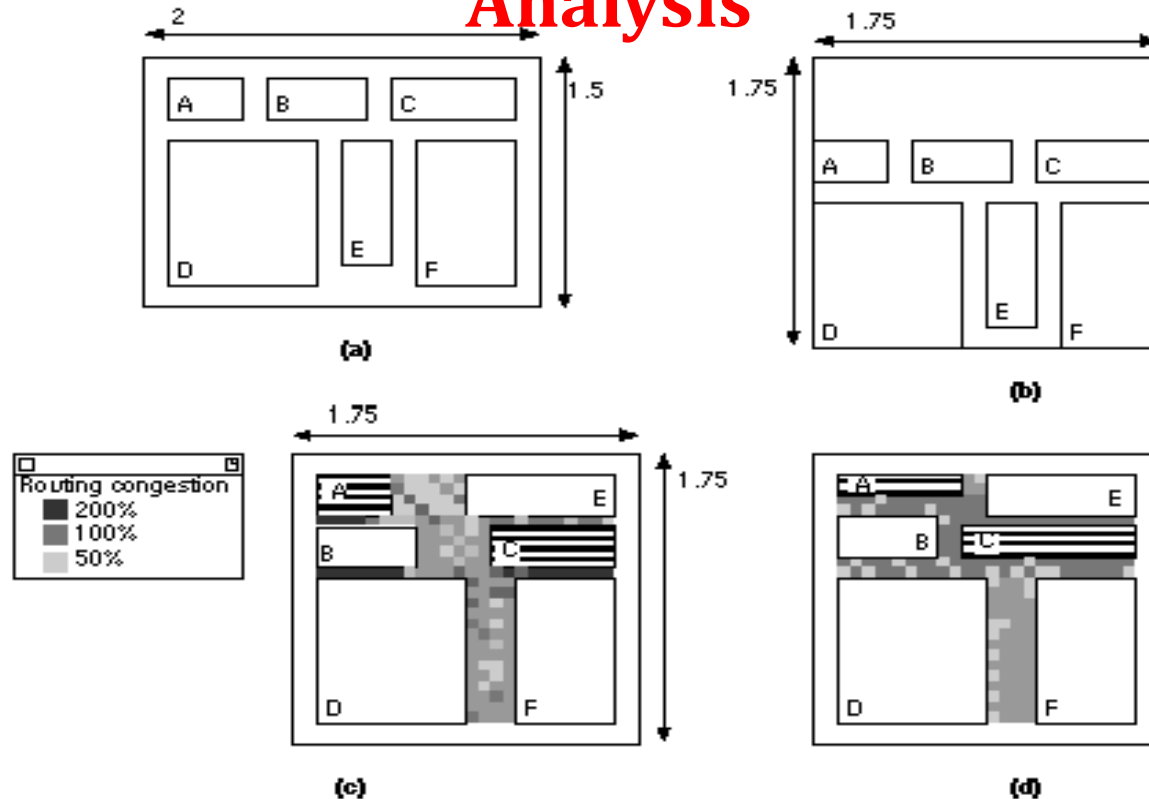 Analysis
2
1.5
A B C
D E F
(a)
1.75
1.75
A B C
D E F
(b)
Routing congestion
200%
100%
50%
1.75
1.75
A E
B C
D F
(c)
A E
B C
D F
(d)